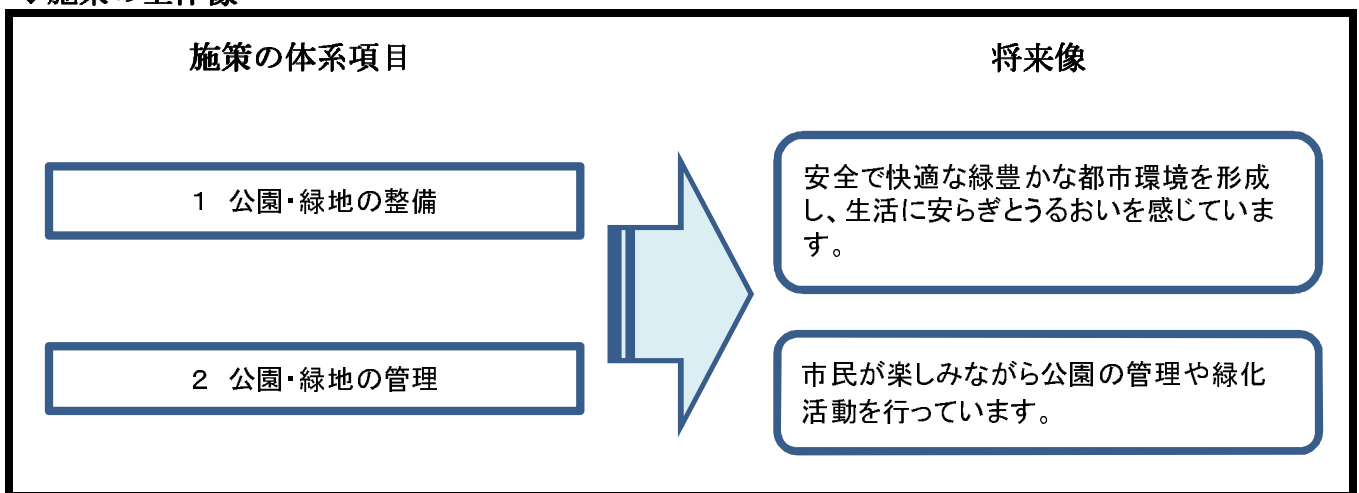 施策の体系項目
将来像
1 公園・緑地の整備
安全で快適な緑豊かな都市環境を形成
し、生活に安らぎとうるおいを感じていま
す。
2 公園・緑地の管理
市民が楽しみながら公園の管理や緑化
活動を行っています。